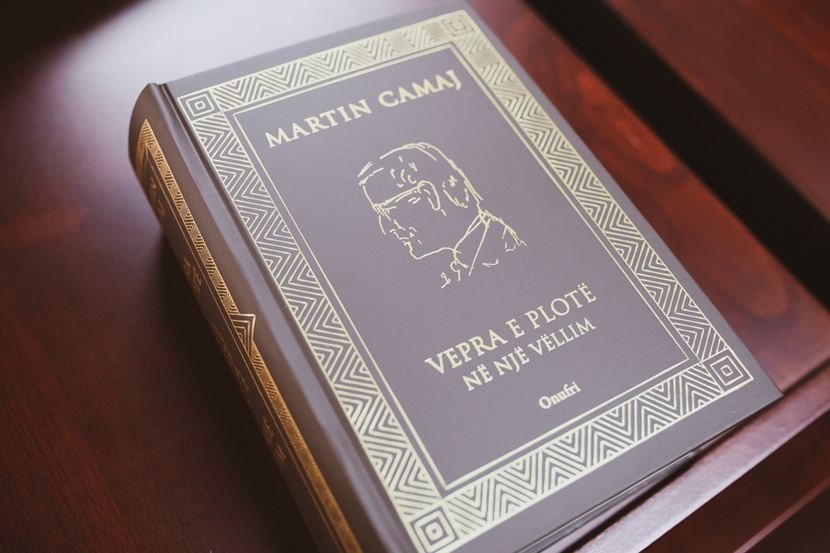 MARTIN CAMAJ
VEPRA E PLOTË
NË NJË VËLLIM
Onufri